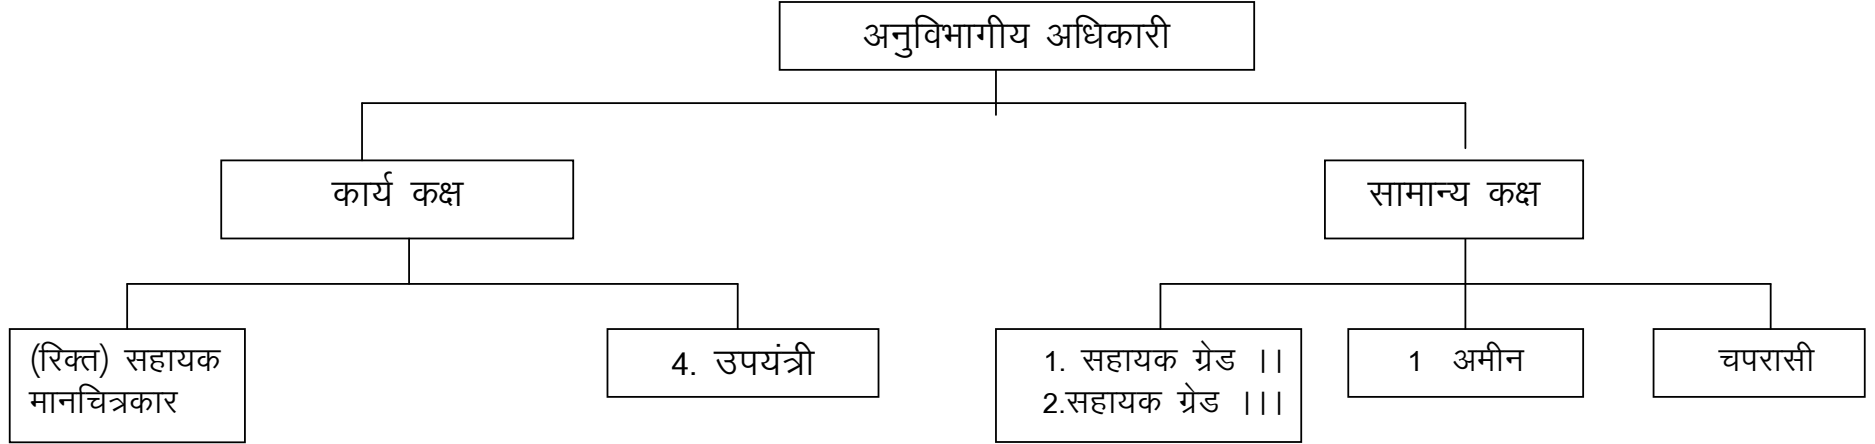 अनुविभागीय अधिकारी
कार्य कक्ष
सामान्य कक्ष
(रिक्त) सहायक
मानचित्रकार
4. उपयंत्री
1. सहायक ग्रेड ।।
2.सहायक ग्रेड ।।।
1 अमीन
चपरासी